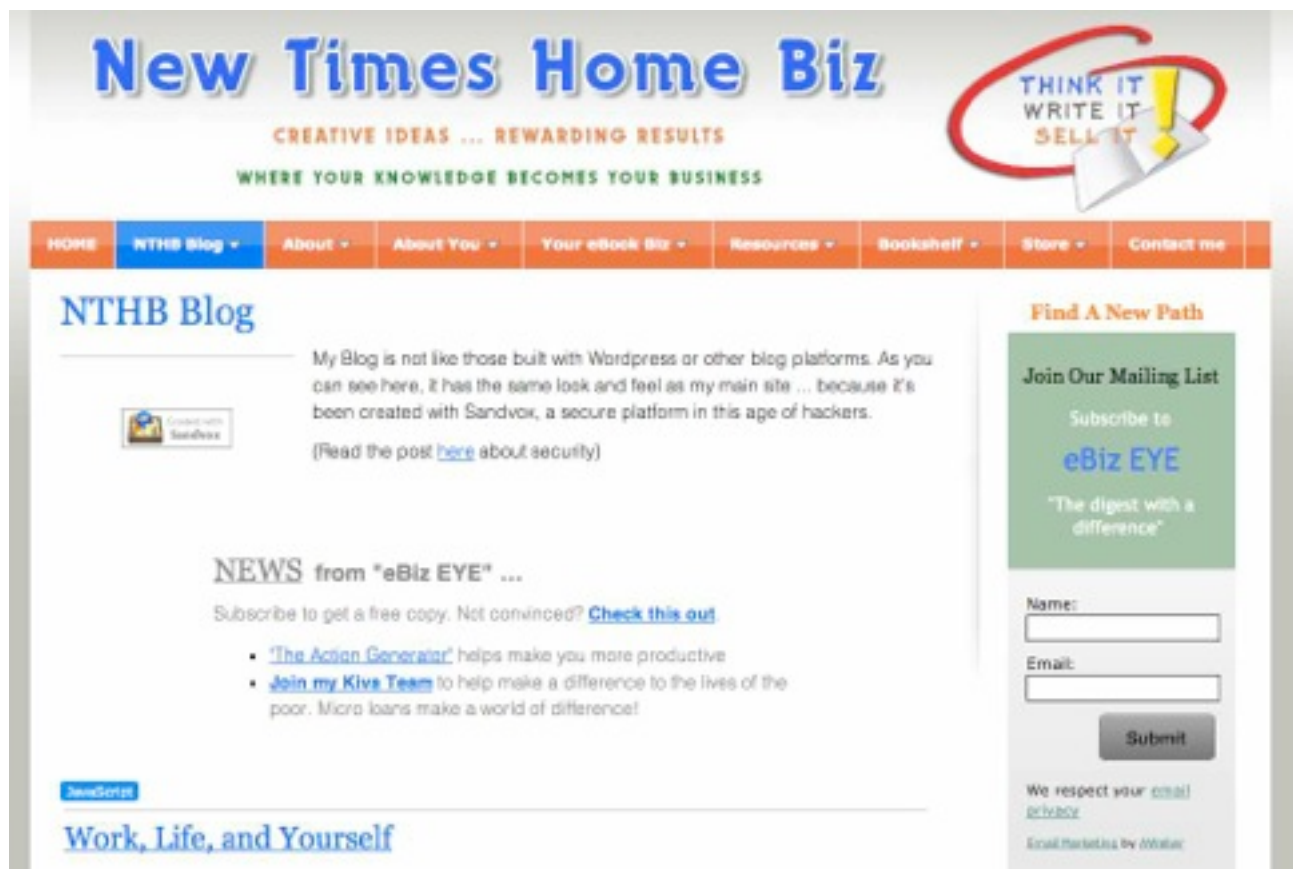 New Times Home Biz
CREATIVE IDEAS ... REWARDING RESULTS
WHERE YOUR KNOWLEDGE BECOMES YOUR BUSINESS
THINK IT
WRITE IT
SELL IT
HOME NTHB Blog About About You Your eBook Biz Resources Bookshelf Store Contact me
NTHB Blog
My Blog is not like those built with Wordpress or other blog platforms. As you
can see here, it has the same look and feel as my main site ... because it's
been created with Sandvox, a secure platform in this age of hackers.
(Read the post here about security)
Created with
Sandvox
NEWS from "eBiz EYE" ...
Subscribe to get a free copy. Not convinced? Check this out.
• 'The Action Generator' helps make you more productive
• Join my Kiva Team to help make a difference to the lives of the
poor. Micro loans make a world of difference!
JavaScript
Work, Life, and Yourself
Find A New Path
Join Our Mailing List
Subscribe to
eBiz EYE
"The digest with a
difference"
Name:
Email:
Submit
We respect your email
privacy
Email Marketing by AWeber